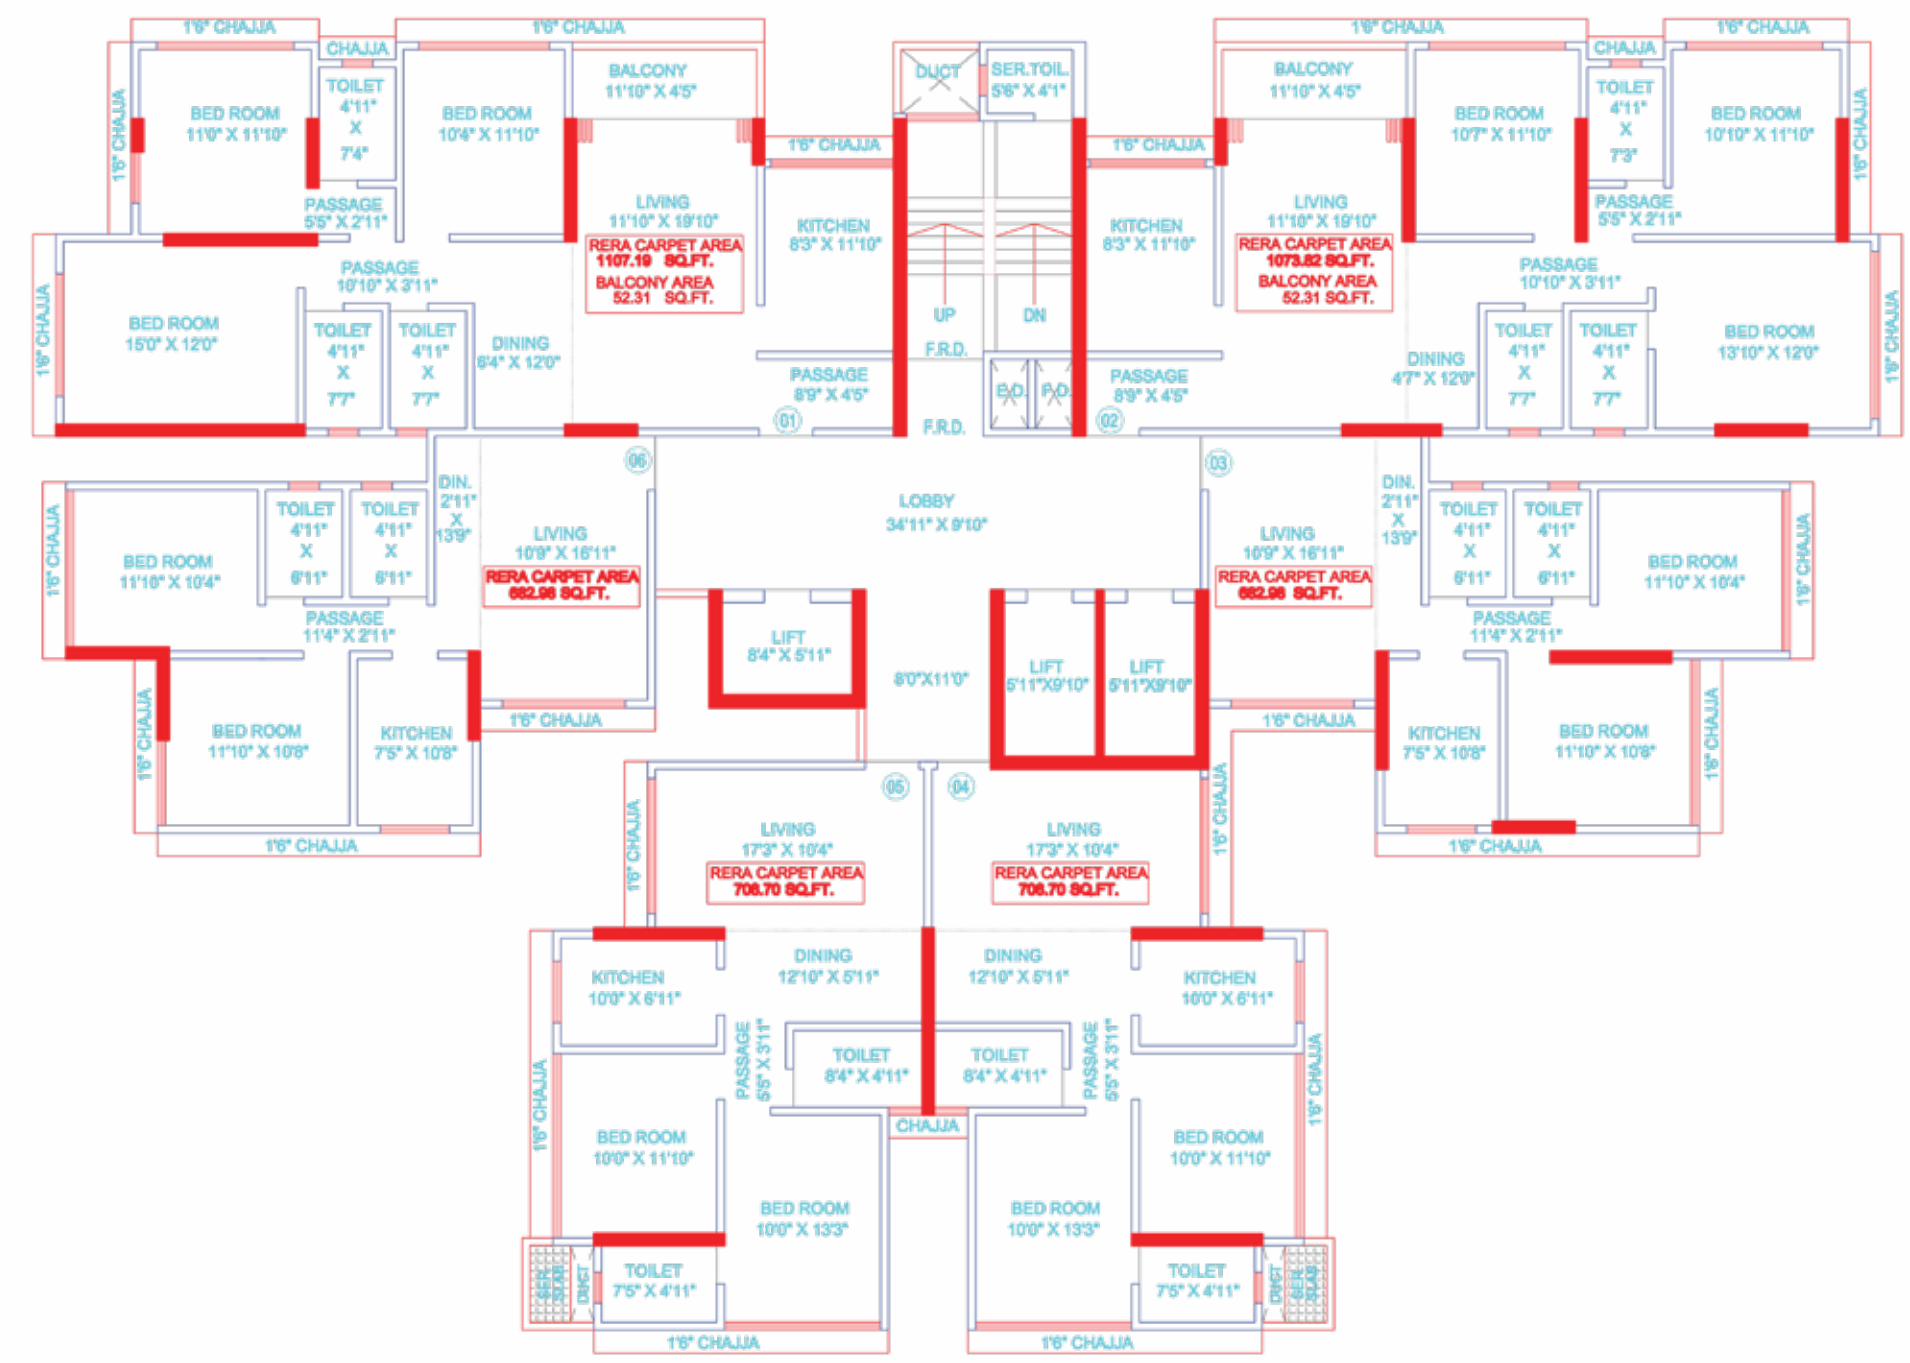 1'6" CHAJJA
CHAJJA
1'6" CHAJJA
1'6" CHAJJA
BED ROOM
11'0" X 11'10"
TOILET
4'11"
X
7'4"
BED ROOM
10'4" X 11'10"
BALCONY
11'10" X 4'5"
1'6" CHAJJA
PASSAGE
5'5" X 2'11"
LIVING
11'10" X 19'10"
RERA CARPET AREA
1107.19 SQ.FT.
BALCONY AREA
52.31 SQ.FT.
KITCHEN
8'3" X 11'10"
PASSAGE
10'10" X 3'11"
1'6" CHAJJA
BED ROOM
15'0" X 12'0"
TOILET
4'11"
X
7'7"
TOILET
4'11"
X
7'7"
DINING
6'4" X 12'0"
PASSAGE
8'9" X 4'5"
01
DUCT
SER.TOIL.
5'6" X 4'1"
UP
DN
F.R.D.
F.R.D.
E.D.
F.D.
1'6" CHAJJA
1'6" CHAJJA
CHAJJA
1'6" CHAJJA
1'6" CHAJJA
BALCONY
11'10" X 4'5"
BED ROOM
10'7" X 11'10"
TOILET
4'11"
X
7'3"
BED ROOM
10'10" X 11'10"
KITCHEN
8'3" X 11'10"
LIVING
11'10" X 19'10"
RERA CARPET AREA
1073.82 SQ.FT.
BALCONY AREA
52.31 SQ.FT.
PASSAGE
5'5" X 2'11"
PASSAGE
10'10" X 3'11"
PASSAGE
8'9" X 4'5"
02
DINING
4'7" X 12'0"
TOILET
4'11"
X
7'7"
TOILET
4'11"
X
7'7"
BED ROOM
13'10" X 12'0"
1'6" CHAJJA
06
DIN.
2'11"
X
13'9"
1'6" CHAJJA
BED ROOM
11'10" X 10'4"
TOILET
4'11"
X
6'11"
TOILET
4'11"
X
6'11"
LIVING
10'9" X 16'11"
RERA CARPET AREA
682.98 SQ.FT.
PASSAGE
11'4" X 2'11"
1'6" CHAJJA
BED ROOM
11'10" X 10'8"
KITCHEN
7'5" X 10'8"
1'6" CHAJJA
1'6" CHAJJA
LOBBY
34'11" X 9'10"
LIFT
8'4" X 5'11"
8'0"X11'0"
LIFT
5'11"X9'10"
LIFT
5'11"X9'10"
03
DIN.
2'11"
X
13'9"
LIVING
10'9" X 16'11"
RERA CARPET AREA
682.98 SQ.FT.
TOILET
4'11"
X
6'11"
TOILET
4'11"
X
6'11"
BED ROOM
11'10" X 10'4"
1'6" CHAJJA
PASSAGE
11'4" X 2'11"
1'6" CHAJJA
KITCHEN
7'5" X 10'8"
BED ROOM
11'10" X 10'8"
1'6" CHAJJA
1'6" CHAJJA
05
04
1'6" CHAJJA
LIVING
17'3" X 10'4"
RERA CARPET AREA
706.70 SQ.FT.
LIVING
17'3" X 10'4"
RERA CARPET AREA
706.70 SQ.FT.
1'6" CHAJJA
KITCHEN
10'0" X 6'11"
DINING
12'10" X 5'11"
DINING
12'10" X 5'11"
KITCHEN
10'0" X 6'11"
PASSAGE
5'5" X 3'11"
TOILET
8'4" X 4'11"
TOILET
8'4" X 4'11"
PASSAGE
5'5" X 3'11"
1'6" CHAJJA
CHAJJA
1'6" CHAJJA
BED ROOM
10'0" X 11'10"
BED ROOM
10'0" X 11'10"
BED ROOM
10'0" X 13'3"
BED ROOM
10'0" X 13'3"
SER.
SLAB
DUCT
TOILET
7'5" X 4'11"
TOILET
7'5" X 4'11"
DUCT
SER.
SLAB
1'6" CHAJJA
1'6" CHAJJA